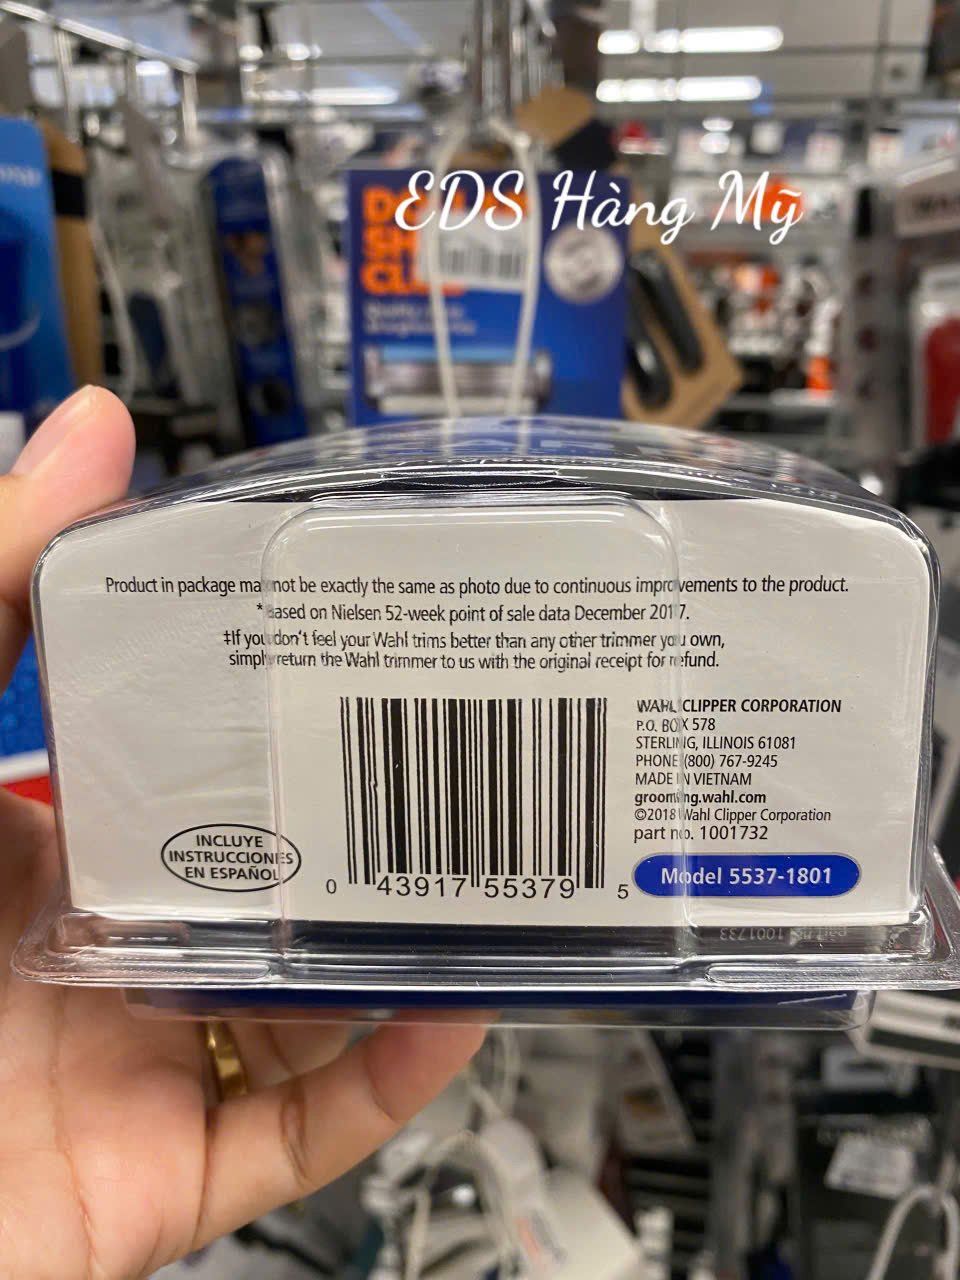 EDS Hàng Mỹ
Product in package may not be exactly the same as photo due to continuous improvements to the product.
*Based on Nielsen 52-week point of sale data December 2017.
‡If you don't feel your Wahl trims better than any other trimmer you own,
simply return the Wahl trimmer to us with the original receipt for refund.
WAHL CLIPPER CORPORATION
P.O. BOX 578
STERLING, ILLINOIS 61081
PHONE (800) 767-9245
MADE IN VIETNAM
grooming.wahl.com
©2018 Wahl Clipper Corporation
part no. 1001732
Model 5537-1801
INCLUYE
INSTRUCCIONES
EN ESPAÑOL
0 43917 55379 5
part no. 1001733